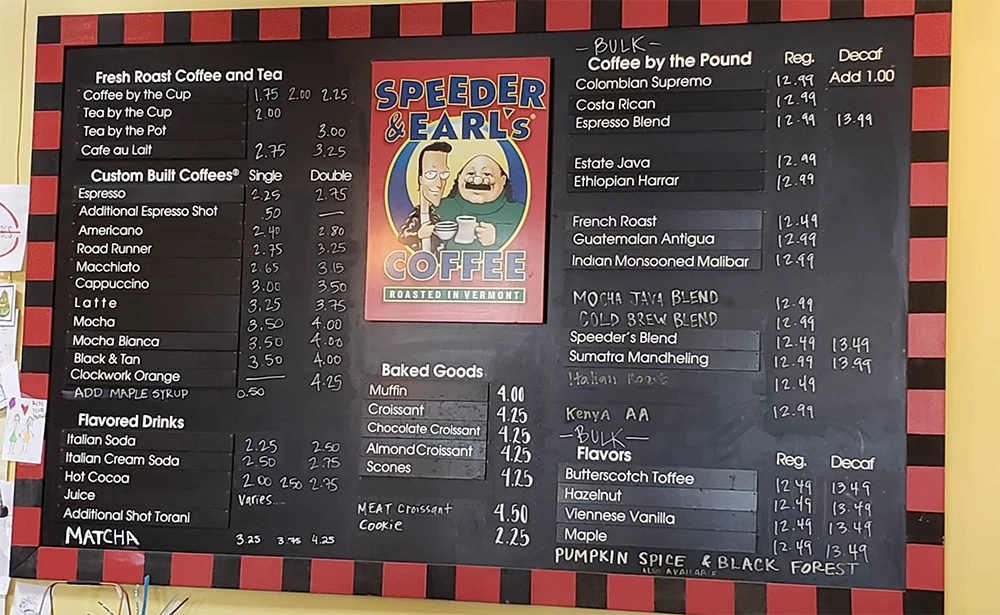 Fresh Roast Coffee and Tea
Coffee by the Cup 1.75 2.00 2.25
Tea by the Cup 2.00
Tea by the Pot 3.00
Cafe au Lait 2.75 3.25
Custom Built Coffees® Single Double
Espresso 2.25 2.75
Additional Espresso Shot .50 —
Americano 2.40 2.80
Road Runner 2.75 3.25
Macchiato 2.65 3.15
Cappuccino 3.00 3.50
Latte 3.25 3.75
Mocha 3.50 4.00
Mocha Bianca 3.50 4.00
Black & Tan 3.50 4.00
Clockwork Orange — 4.25
ADD MAPLE SYRUP 0.50
Flavored Drinks
Italian Soda 2.25 2.50
Italian Cream Soda 2.50 2.75
Hot Cocoa 2.00 2.50 2.75
Juice Varies...
Additional Shot Torani
MATCHA 3.25 3.75 4.25
SPEEDER
& EARL'S®
COFFEE
ROASTED IN VERMONT
Baked Goods
Muffin 4.00
Croissant 4.25
Chocolate Croissant 4.25
Almond Croissant 4.25
Scones 4.25
MEAT Croissant 4.50
Cookie 2.25
—BULK—
Coffee by the Pound Reg. Decaf
Colombian Supremo 12.99 Add 1.00
Costa Rican 12.99
Espresso Blend 12.99 13.99
Estate Java 12.99
Ethiopian Harrar 12.99
French Roast 12.49
Guatemalan Antigua 12.99
Indian Monsooned Malibar 12.99
MOCHA JAVA BLEND 12.99
COLD BREW BLEND 12.99
Speeder's Blend 12.49 13.49
Sumatra Mandheling 12.99 13.99
Italian Roast 12.49
Kenya AA 12.99
—BULK—
Flavors Reg. Decaf
Butterscotch Toffee 12.49 13.49
Hazelnut 12.49 13.49
Viennese Vanilla 12.49 13.49
Maple 12.49 13.49
PUMPKIN SPICE & BLACK FOREST
ALSO AVAILABLE